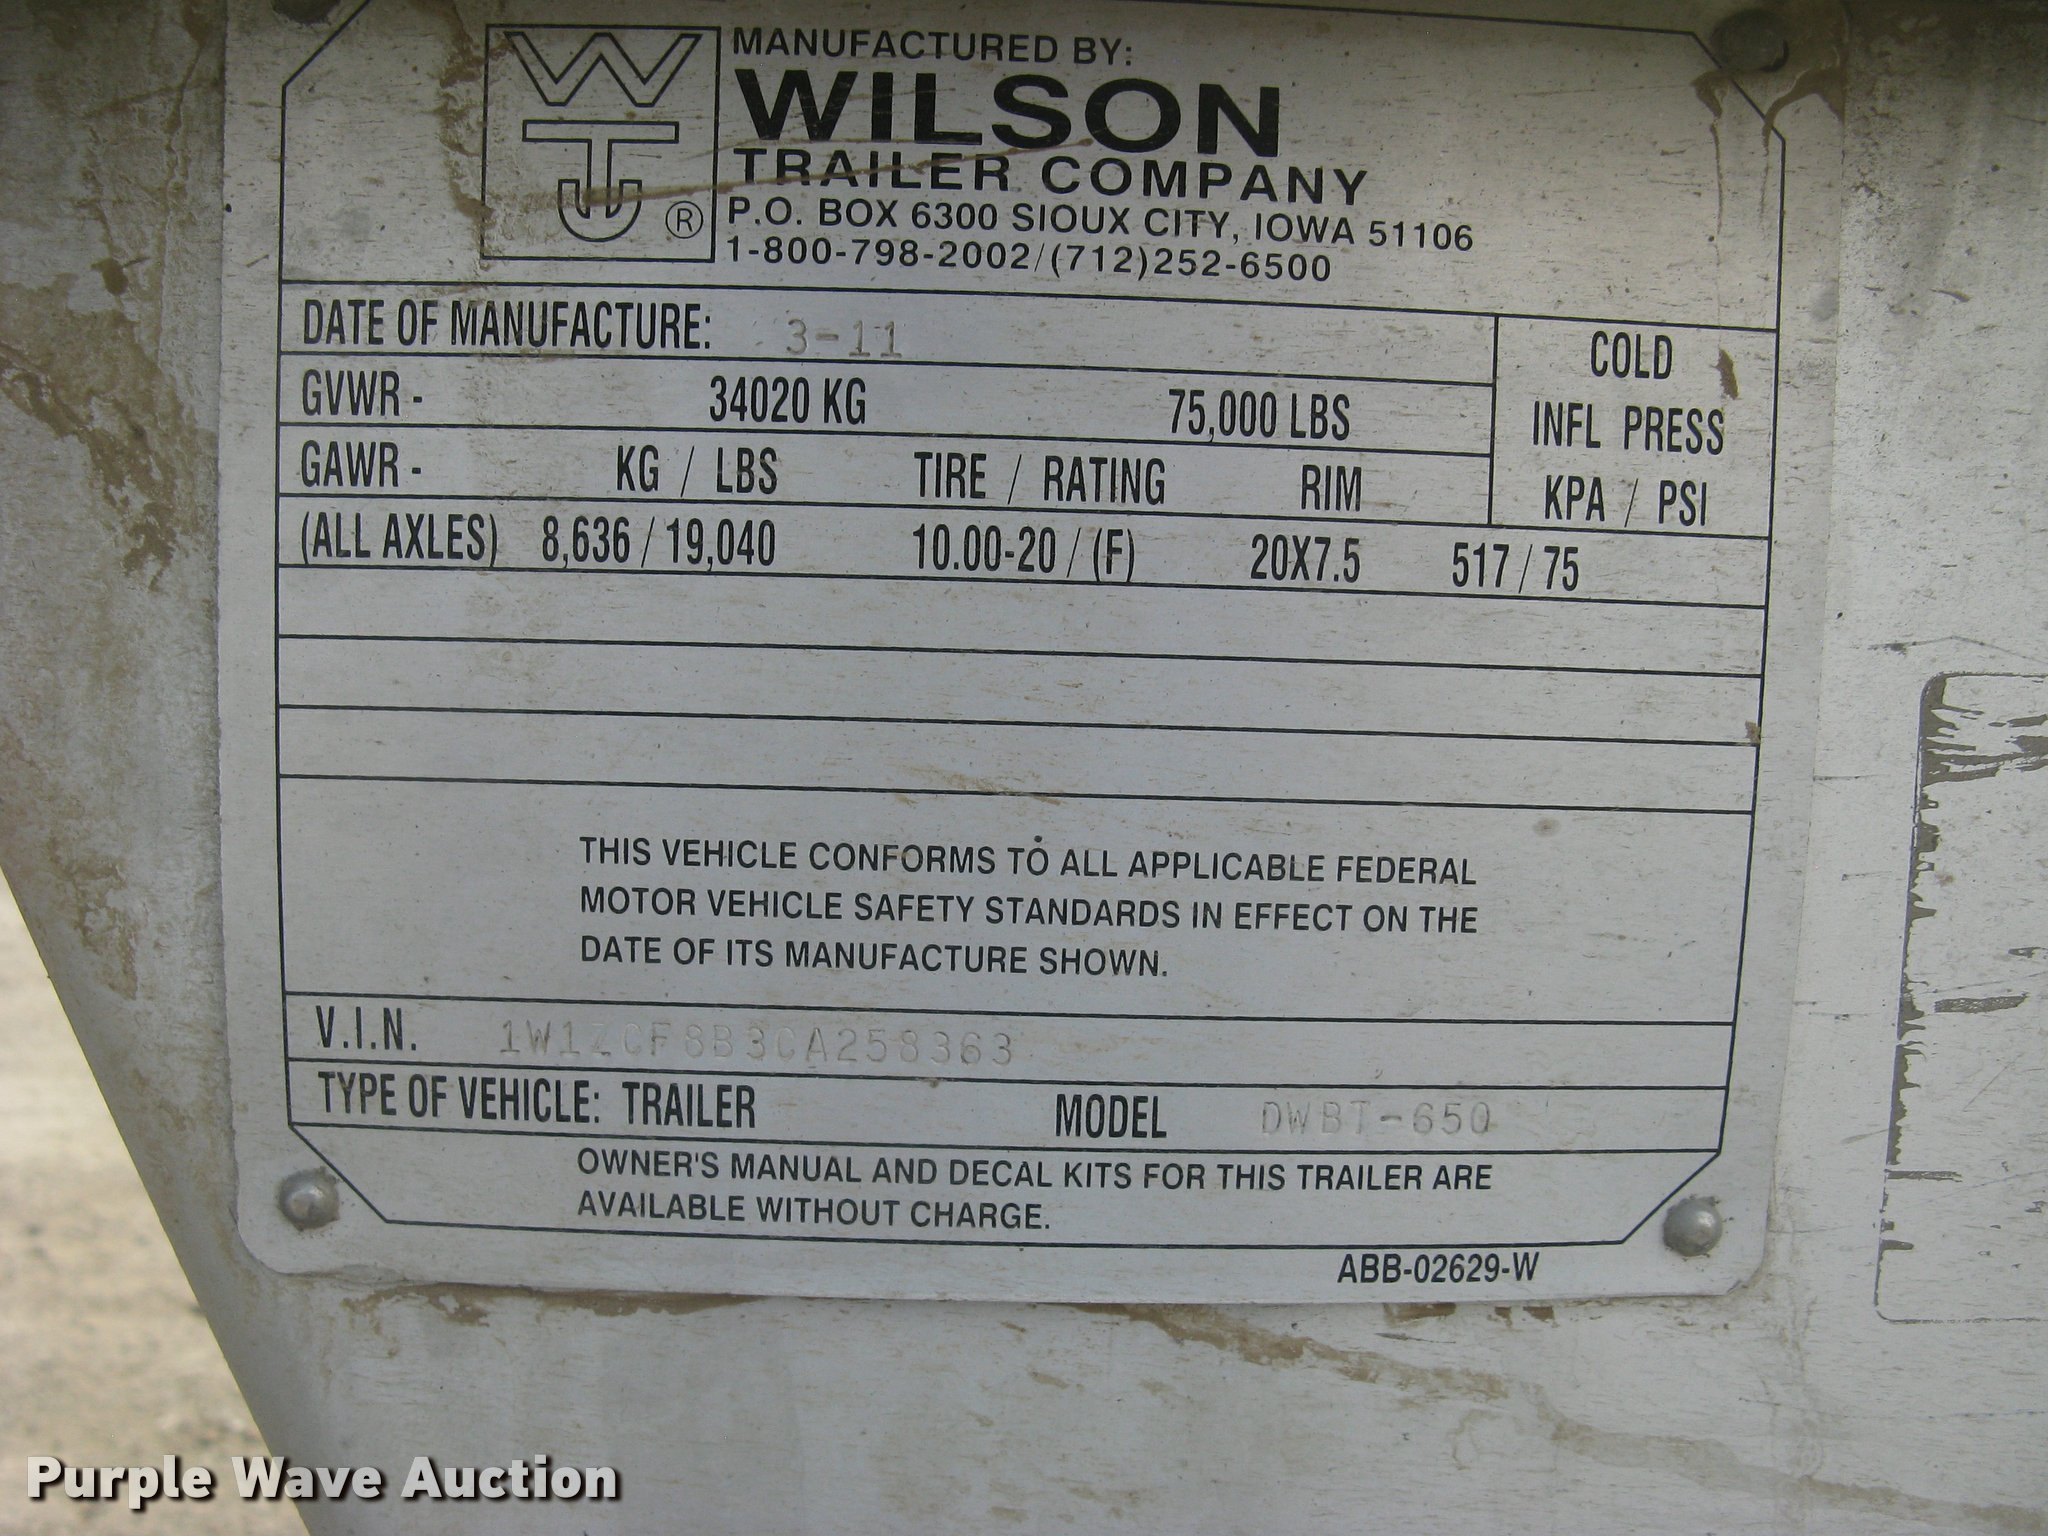 WTJ ®
MANUFACTURED BY:
WILSON
TRAILER COMPANY
P.O. BOX 6300 SIOUX CITY, IOWA 51106
1-800-798-2002/(712)252-6500
DATE OF MANUFACTURE: 3-11
COLD
INFL PRESS
KPA / PSI
GVWR - 34020 KG 75,000 LBS
GAWR - KG / LBS TIRE / RATING RIM
(ALL AXLES) 8,636 / 19,040 10.00-20 / (F) 20X7.5 517 / 75
THIS VEHICLE CONFORMS TO ALL APPLICABLE FEDERAL
MOTOR VEHICLE SAFETY STANDARDS IN EFFECT ON THE
DATE OF ITS MANUFACTURE SHOWN.
V.I.N. 1W1ZCF8B3CA258363
TYPE OF VEHICLE: TRAILER MODEL DWBT-650
OWNER'S MANUAL AND DECAL KITS FOR THIS TRAILER ARE
AVAILABLE WITHOUT CHARGE.
ABB-02629-W
Purple Wave Auction